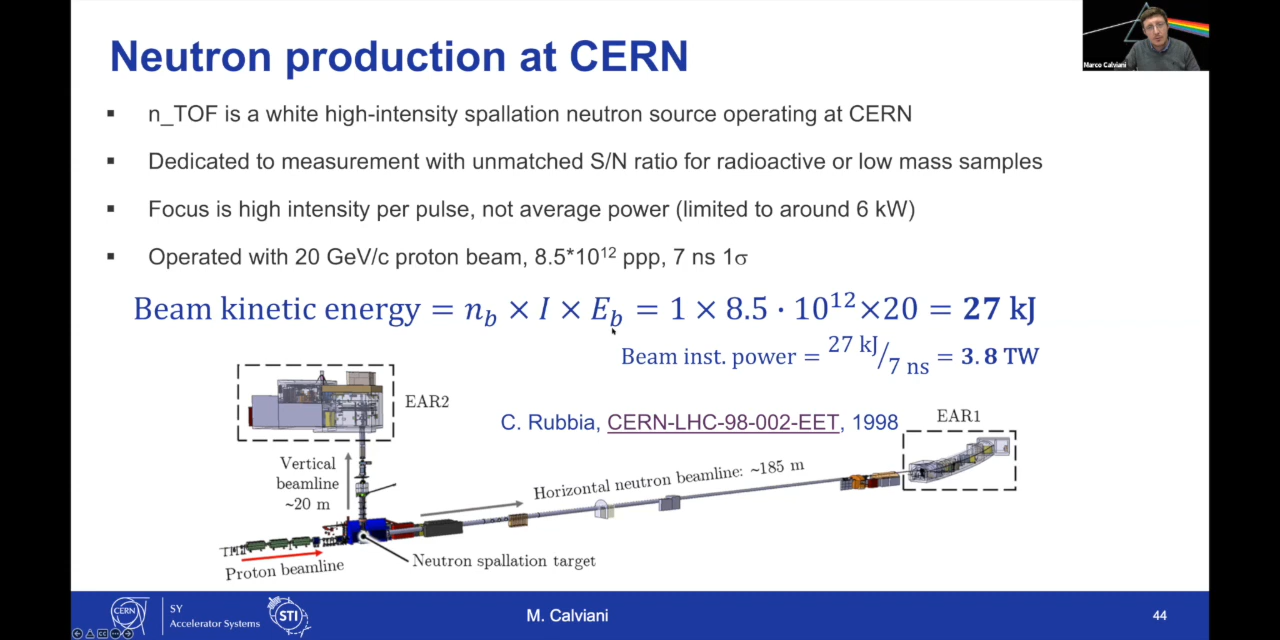 Neutron production at CERN
Marco Calviani
▪ n_TOF is a white high-intensity spallation neutron source operating at CERN
▪ Dedicated to measurement with unmatched S/N ratio for radioactive or low mass samples
▪ Focus is high intensity per pulse, not average power (limited to around 6 kW)
▪ Operated with 20 GeV/c proton beam, 8.5*10¹² ppp, 7 ns 1σ
Beam kinetic energy = n_b × I × E_b = 1 × 8.5 · 10¹² ×20 = 27 kJ
Beam inst. power = 27 kJ/7 ns = 3.8 TW
EAR2
C. Rubbia, CERN-LHC-98-002-EET, 1998
EAR1
Vertical
beamline
~20 m
Horizontal neutron beamline: ~185 m
Neutron spallation target
Proton beamline
CERN
SY
Accelerator Systems
STI
M. Calviani
44